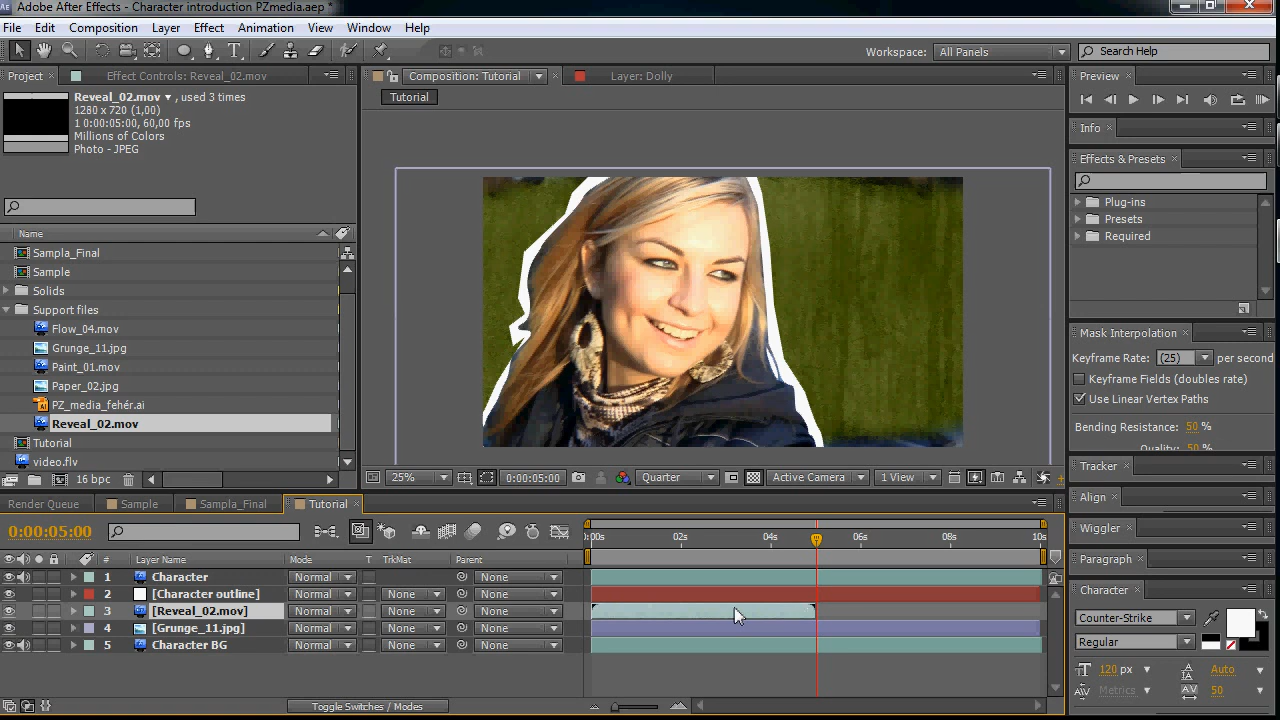 Adobe After Effects - Character introduction PZmedia.aep *
File Edit Composition Layer Effect Animation View Window Help
Workspace: All Panels Search Help
Project Effect Controls: Reveal_02.mov
Reveal_02.mov , used 3 times
1280 x 720 (1,00)
1 0:00:05:00, 60,00 fps
Millions of Colors
Photo - JPEG
Name
Sampla_Final
Sample
Solids
Support files
Flow_04.mov
Grunge_11.jpg
Paint_01.mov
Paper_02.jpg
PZ_media_fehér.ai
Reveal_02.mov
Tutorial
video.flv
16 bpc
Composition: Tutorial Layer: Dolly
Tutorial
25% 0:00:05:00 Quarter Active Camera 1 View
Preview
Info
Effects & Presets
Plug-ins
Presets
Required
Mask Interpolation
Keyframe Rate: (25) per second
Keyframe Fields (doubles rate)
Use Linear Vertex Paths
Bending Resistance: 50 %
Quality: 50 %
Tracker
Align
Wiggler
Paragraph
Character
Counter-Strike
Regular
120 px Auto
Metrics 50
Render Queue Sample Sampla_Final Tutorial
0:00:05:00
:00s 02s 04s 06s 08s 10s
# Layer Name Mode T TrkMat Parent
1 Character Normal None
2 [Character outline] Normal None None
3 [Reveal_02.mov] Normal None None
4 [Grunge_11.jpg] Normal None None
5 Character BG Normal None None
Toggle Switches / Modes